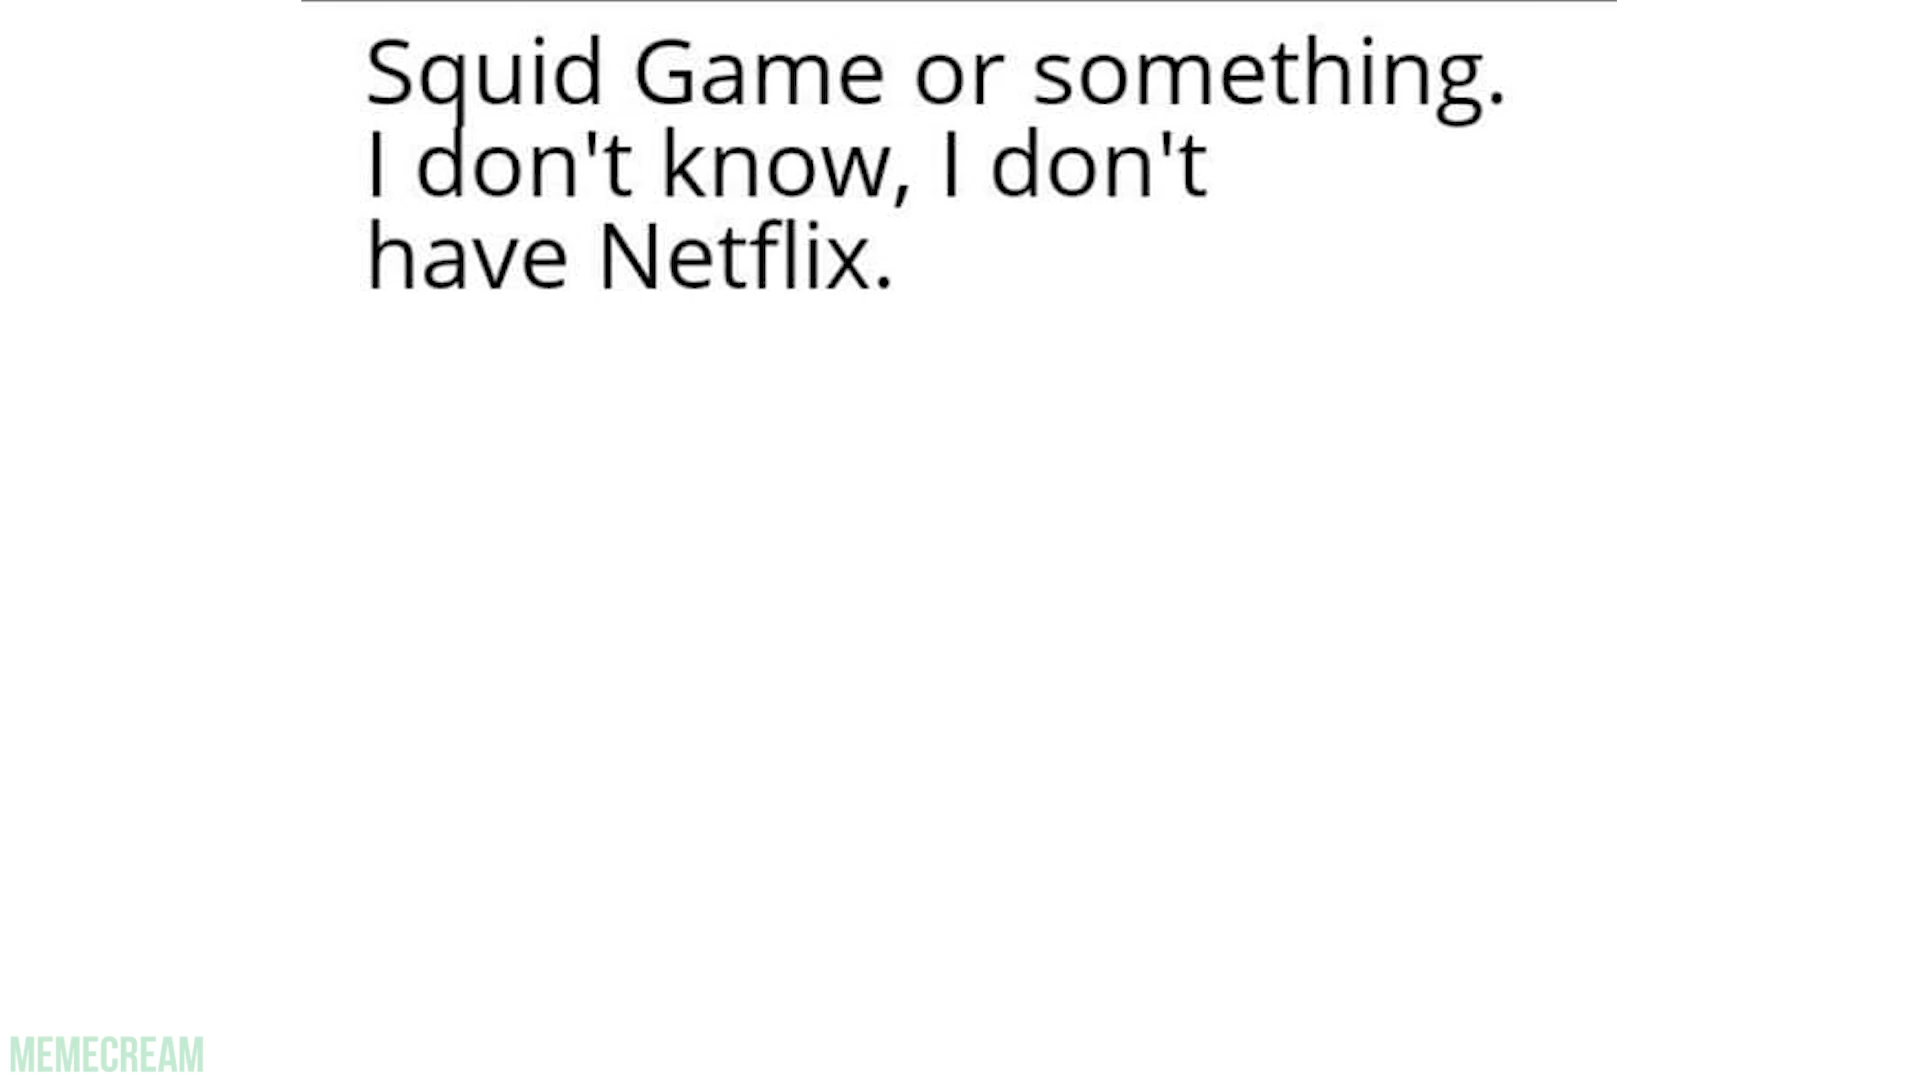 Squid Game or something.
I don't know, I don't
have Netflix.
MEMECREAM